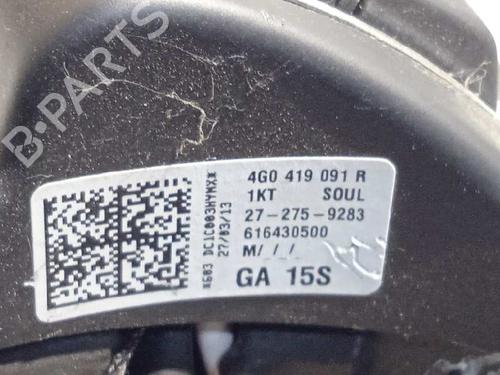 4G0 419 091 R
1KT SOUL
27-275-9283
616430500
M/ / /
GA 15S
27/03/13
B-PARTS